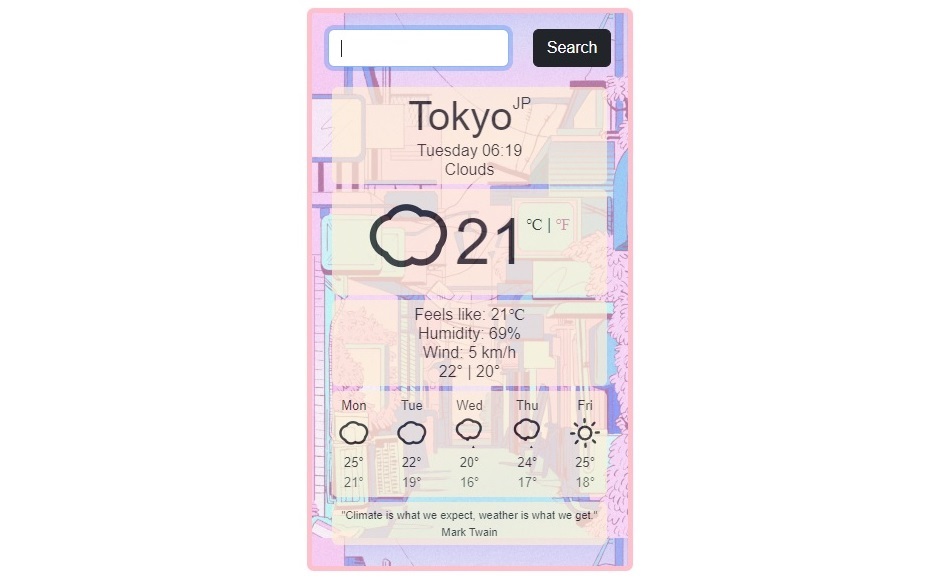 Search
Tokyo JP
Tuesday 06:19
Clouds
21 °C | °F
Feels like: 21°C
Humidity: 69%
Wind: 5 km/h
22° | 20°
Mon Tue Wed Thu Fri
25° 22° 20° 24° 25°
21° 19° 16° 17° 18°
"Climate is what we expect, weather is what we get."
Mark Twain